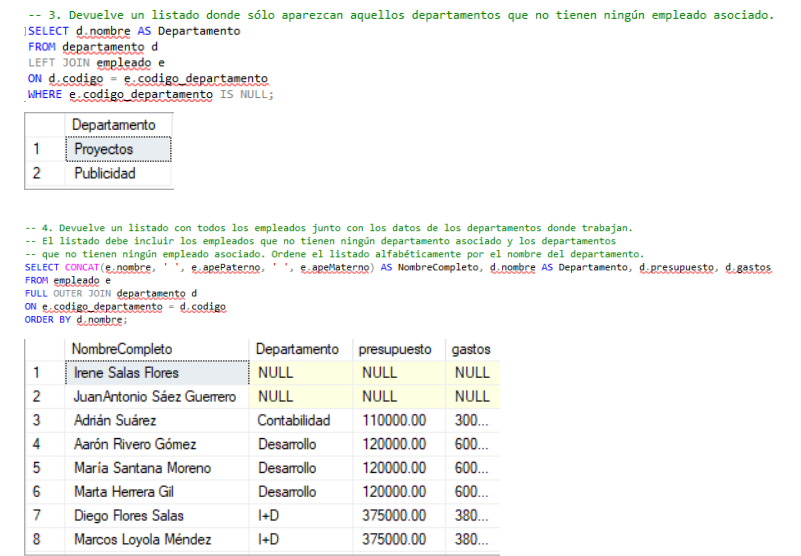 -- 3. Devuelve un listado donde sólo aparezcan aquellos departamentos que no tienen ningún empleado asociado.
SELECT d.nombre AS Departamento
FROM departamento d
LEFT JOIN empleado e
ON d.codigo = e.codigo_departamento
WHERE e.codigo_departamento IS NULL;
Departamento
1 Proyectos
2 Publicidad
-- 4. Devuelve un listado con todos los empleados junto con los datos de los departamentos donde trabajan.
-- El listado debe incluir los empleados que no tienen ningún departamento asociado y los departamentos
-- que no tienen ningún empleado asociado. Ordene el listado alfabéticamente por el nombre del departamento.
SELECT CONCAT(e.nombre, ' ', e.apePaterno, ' ', e.apeMaterno) AS NombreCompleto, d.nombre AS Departamento, d.presupuesto, d.gastos
FROM empleado e
FULL OUTER JOIN departamento d
ON e.codigo_departamento = d.codigo
ORDER BY d.nombre;
NombreCompleto Departamento presupuesto gastos
1 Irene Salas Flores NULL NULL NULL
2 JuanAntonio Sáez Guerrero NULL NULL NULL
3 Adrián Suárez Contabilidad 110000.00 300...
4 Aarón Rivero Gómez Desarrollo 120000.00 600...
5 María Santana Moreno Desarrollo 120000.00 600...
6 Marta Herrera Gil Desarrollo 120000.00 600...
7 Diego Flores Salas I+D 375000.00 380...
8 Marcos Loyola Méndez I+D 375000.00 380...